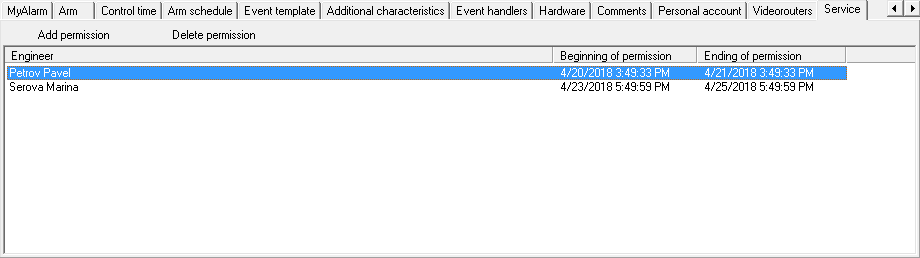 MyAlarm Arm Control time Arm schedule Event template Additional characteristics Event handlers Hardware Comments Personal account Videorouters Service
Add permission Delete permission
Engineer Beginning of permission Ending of permission
Petrov Pavel 4/20/2018 3:49:33 PM 4/21/2018 3:49:33 PM
Serova Marina 4/23/2018 5:49:59 PM 4/25/2018 5:49:59 PM